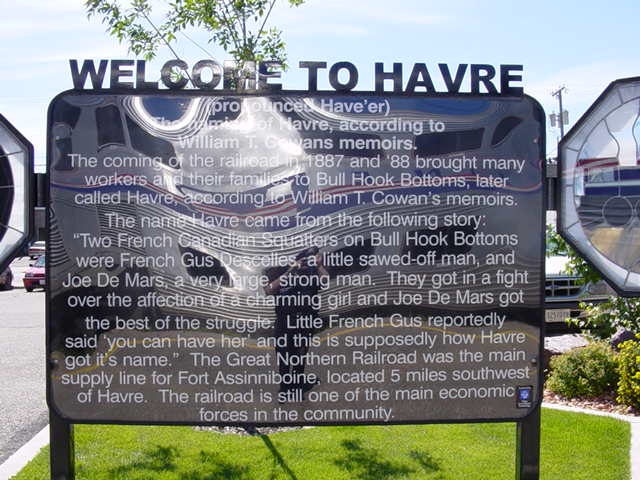 WELCOME TO HAVRE
(pronounced Have'er)
The naming of Havre, according to
William T. Cowans memoirs.
The coming of the railroad in 1887 and '88 brought many
workers and their families to Bull Hook Bottoms, later
called Havre, according to William T. Cowan's memoirs.
The name Havre came from the following story:
"Two French Canadian Squatters on Bull Hook Bottoms
were French Gus Descelles, a little sawed-off man, and
Joe De Mars, a very large, strong man. They got in a fight
over the affection of a charming girl and Joe De Mars got
the best of the struggle. Little French Gus reportedly
said 'you can have her, and this is supposedly how Havre
got it's name." The Great Northern Railroad was the main
supply line for Fort Assinniboine, located 5 miles southwest
of Havre. The railroad is still one of the main economic
forces in the community.